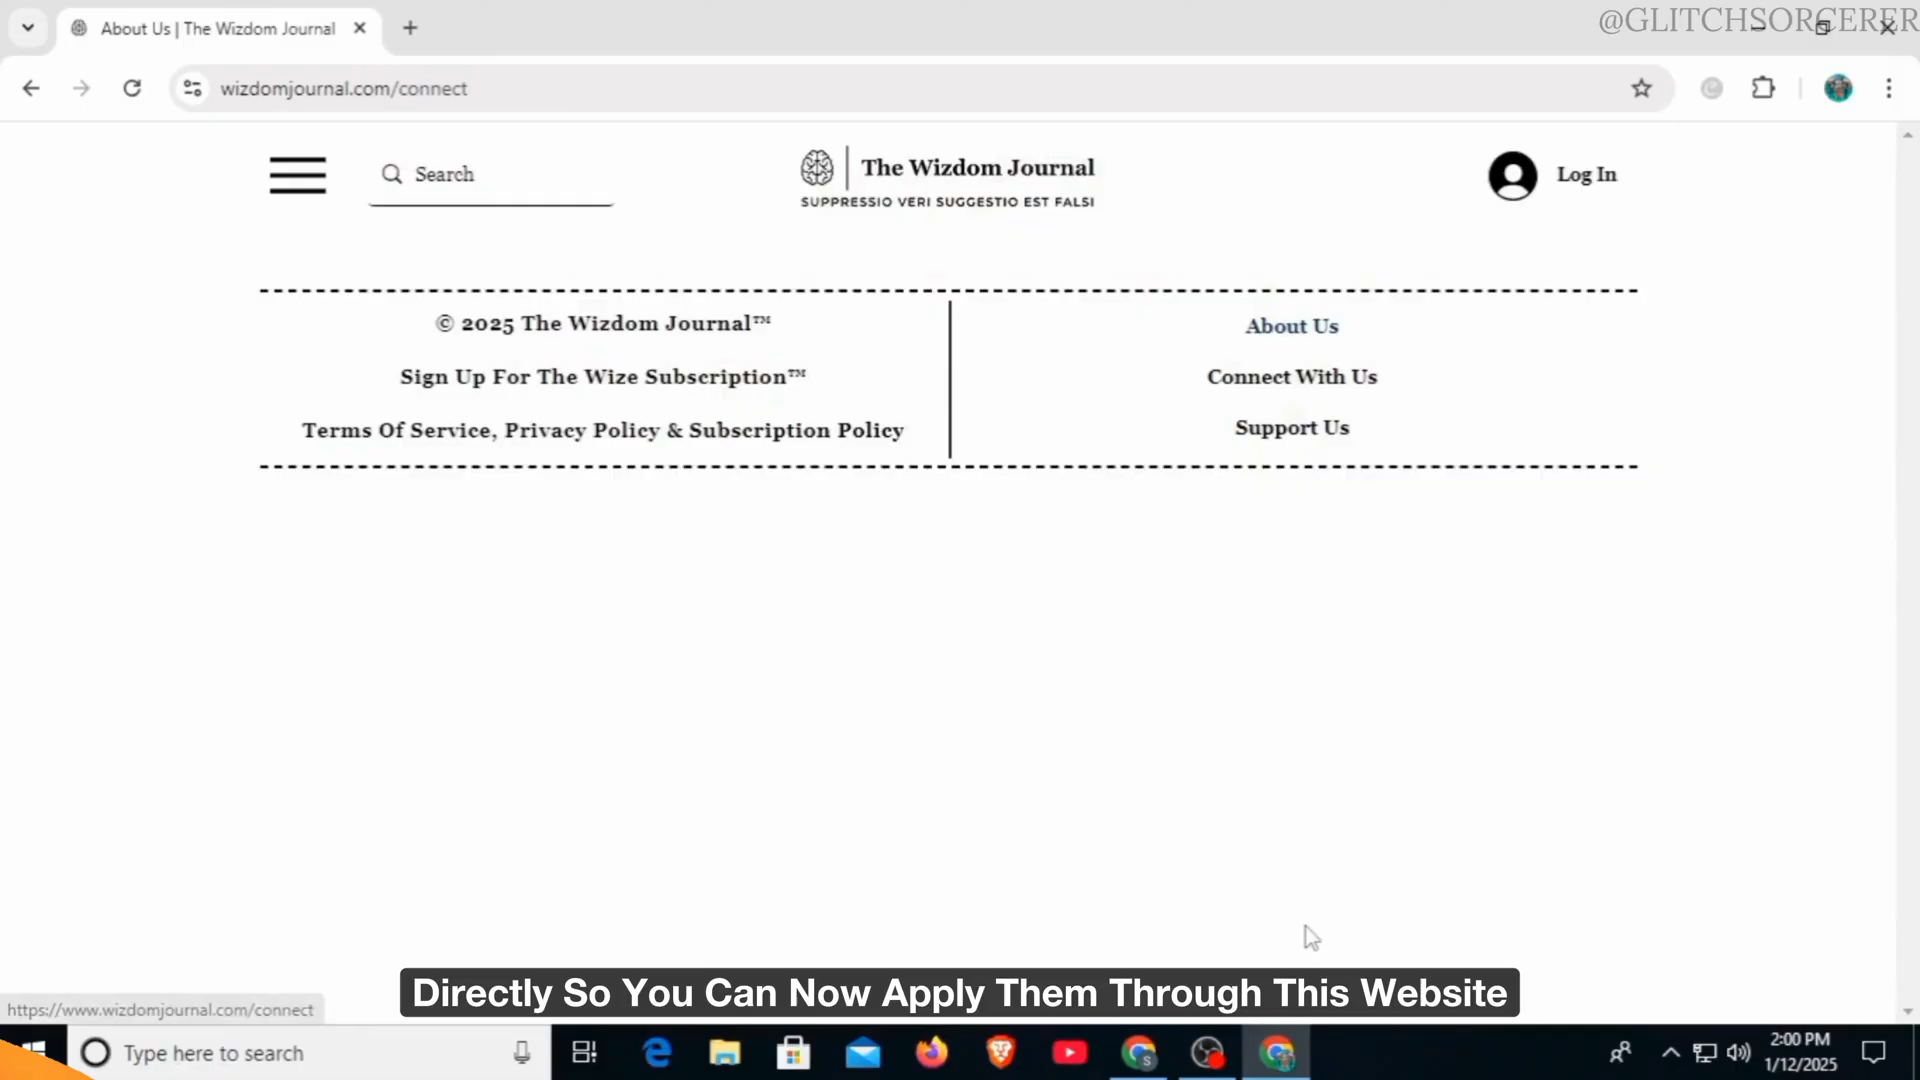 @GLITCHSORCERER
About Us | The Wizdom Journal
wizdomjournal.com/connect
Search
The Wizdom Journal
SUPPRESSIO VERI SUGGESTIO EST FALSI
Log In
© 2025 The Wizdom Journal™
Sign Up For The Wize Subscription™
Terms Of Service, Privacy Policy & Subscription Policy
About Us
Connect With Us
Support Us
Directly So You Can Now Apply Them Through This Website
https://www.wizdomjournal.com/connect
Type here to search
S
2:00 PM
1/12/2025